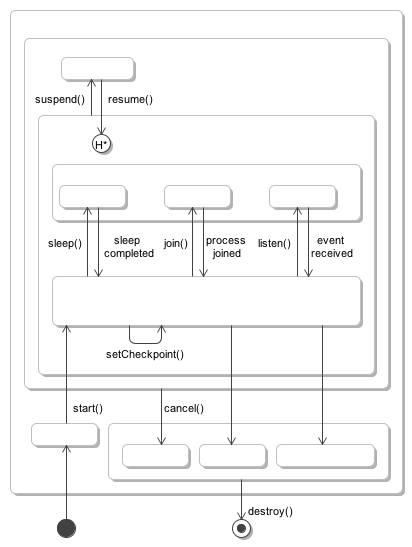 suspend()
resume()
H*
sleep()
sleep
completed
join()
process
joined
listen()
event
received
setCheckpoint()
start()
cancel()
destroy()